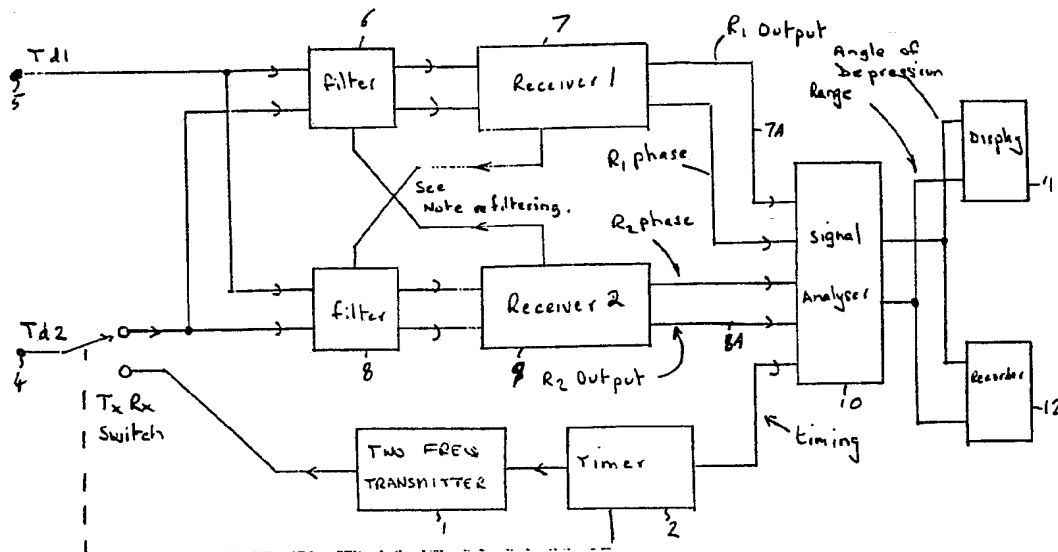 6
7
R1 Output
Td1
5
filter
Receiver 1
Angle of
Depression
Range
7A
Display
R1 phase
See
Note re filtering.
Signal
Analyser
R2 phase
filter
Receiver 2
8A
Td2
4
8
9
R2 Output
10
Recorder
12
Tx Rx
Switch
TWO FREQ
TRANSMITTER
Timer
timing
1
2